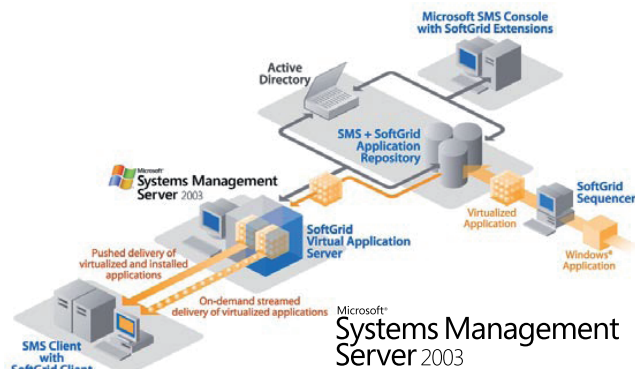 Microsoft SMS Console
with SoftGrid Extensions
Active
Directory
SMS + SoftGrid
Application
Repository
Microsoft
Systems Management
Server 2003
SoftGrid
Sequencer
Virtualized
Application
Windows®
Application
SoftGrid
Virtual Application
Server
Pushed delivery of
virtualized and installed
applications
On-demand streamed
delivery of virtualized applications
SMS Client
with
SoftGrid Client
Microsoft®
Systems Management
Server 2003